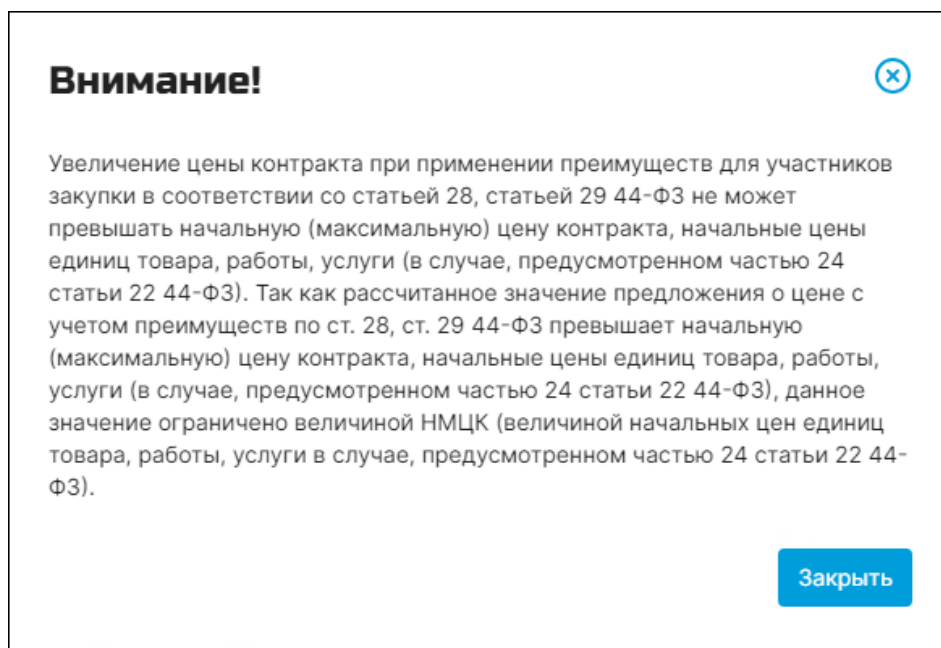 Внимание!
Увеличение цены контракта при применении преимуществ для участников
закупки в соответствии со статьей 28, статьей 29 44-ФЗ не может
превышать начальную (максимальную) цену контракта, начальные цены
единиц товара, работы, услуги (в случае, предусмотренном частью 24
статьи 22 44-ФЗ). Так как рассчитанное значение предложения о цене с
учетом преимуществ по ст. 28, ст. 29 44-ФЗ превышает начальную
(максимальную) цену контракта, начальные цены единиц товара, работы,
услуги (в случае, предусмотренном частью 24 статьи 22 44-ФЗ), данное
значение ограничено величиной НМЦК (величиной начальных цен единиц
товара, работы, услуги в случае, предусмотренном частью 24 статьи 22 44-
ФЗ).
Закрыть